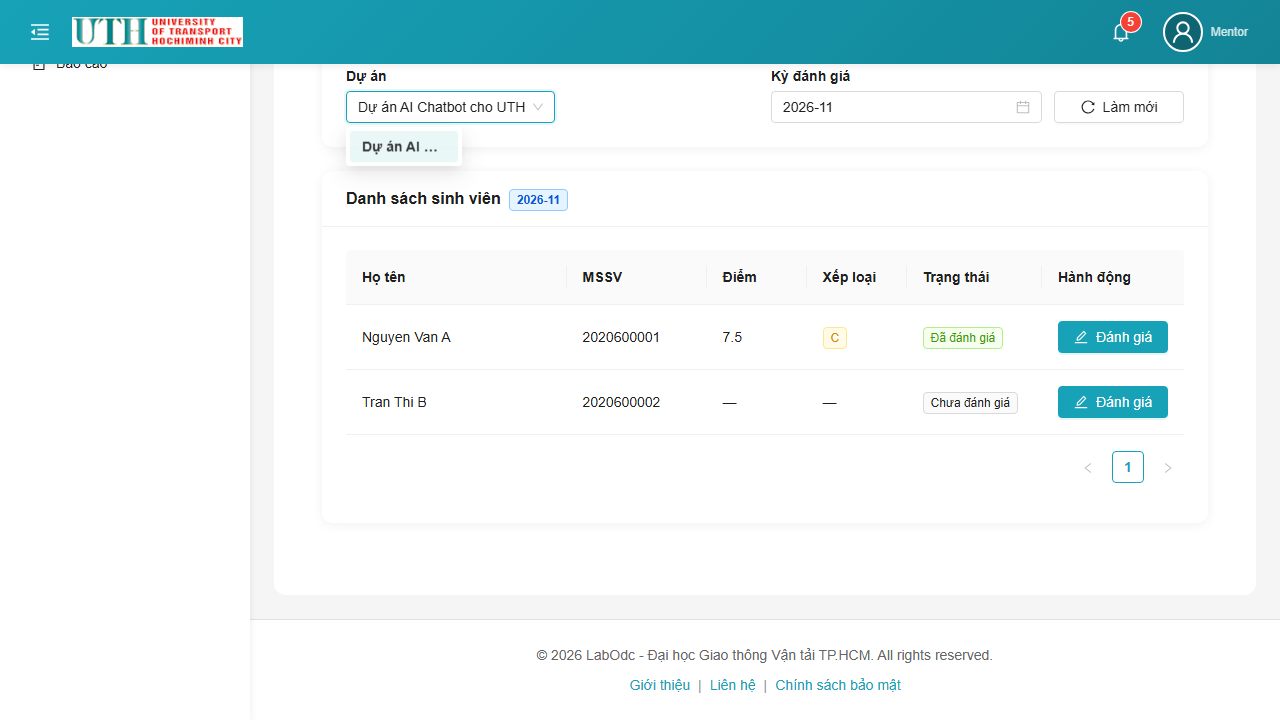 UTH UNIVERSITY
OF TRANSPORT
HOCHIMINH CITY
5
Mentor
Báo cáo
Dự án
Kỳ đánh giá
Dự án AI Chatbot cho UTH
2026-11
Làm mới
Dự án AI ...
Danh sách sinh viên 2026-11
Họ tên MSSV Điểm Xếp loại Trạng thái Hành động
Nguyen Van A 2020600001 7.5 C Đã đánh giá Đánh giá
Tran Thi B 2020600002 — — Chưa đánh giá Đánh giá
< 1 >
© 2026 LabOdc - Đại học Giao thông Vận tải TP.HCM. All rights reserved.
Giới thiệu | Liên hệ | Chính sách bảo mật